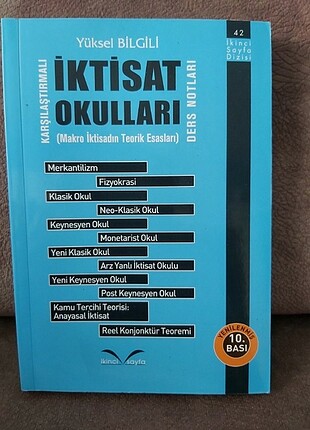 Yüksel BİLGİLİ
42
İkinci
Sayfa
Dizisi
KARŞILAŞTIRMALI
İKTİSAT
OKULLARI
DERS NOTLARI
(Makro İktisadın Teorik Esasları)
Merkantilizm
Fizyokrasi
Klasik Okul
Neo-Klasik Okul
Keynesyen Okul
Monetarist Okul
Yeni Klasik Okul
Arz Yanlı İktisat Okulu
Yeni Keynesyen Okul
Post Keynesyen Okul
Kamu Tercihi Teorisi:
Anayasal İktisat
Reel Konjonktür Teoremi
YENİLENMİŞ
10.
BASI
ikinci sayfa